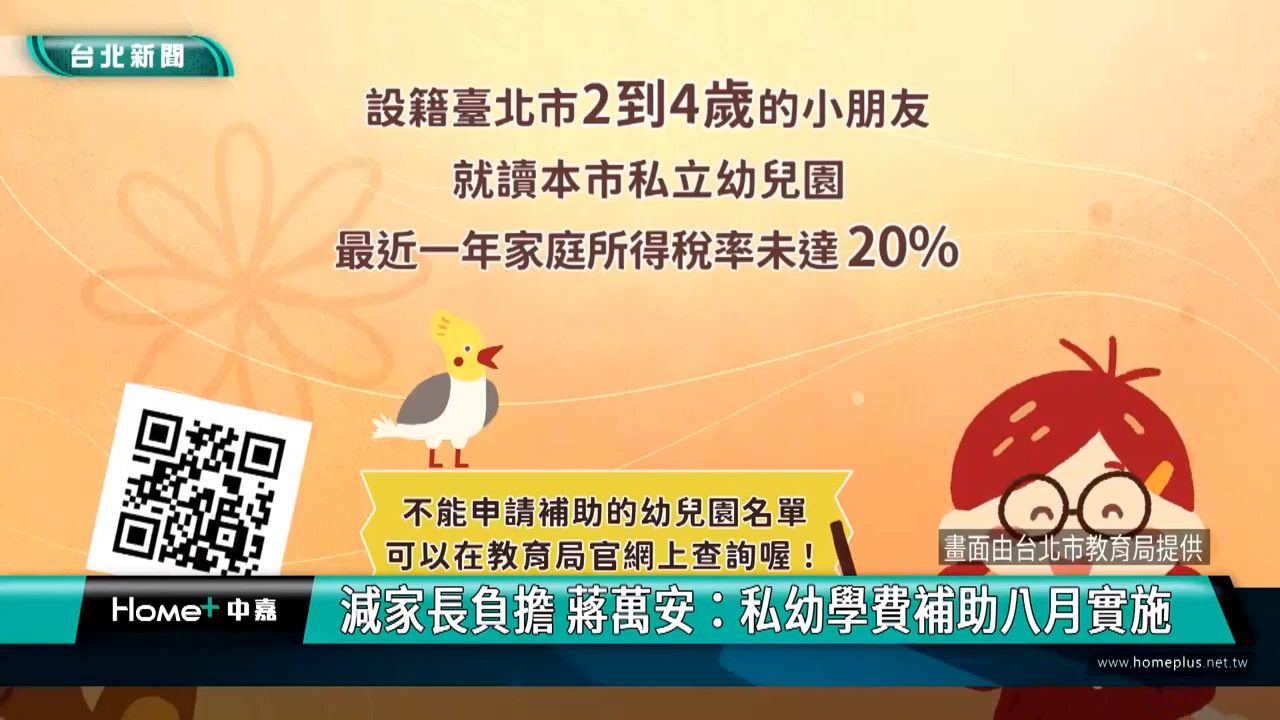 台北新聞
設籍臺北市2到4歲的小朋友
就讀本市私立幼兒園
最近一年家庭所得稅率未達20%
不能申請補助的幼兒園名單
可以在教育局官網上查詢喔！
畫面由台北市教育局提供
Home+中嘉
減家長負擔 蔣萬安：私幼學費補助八月實施
www.homeplus.net.tw